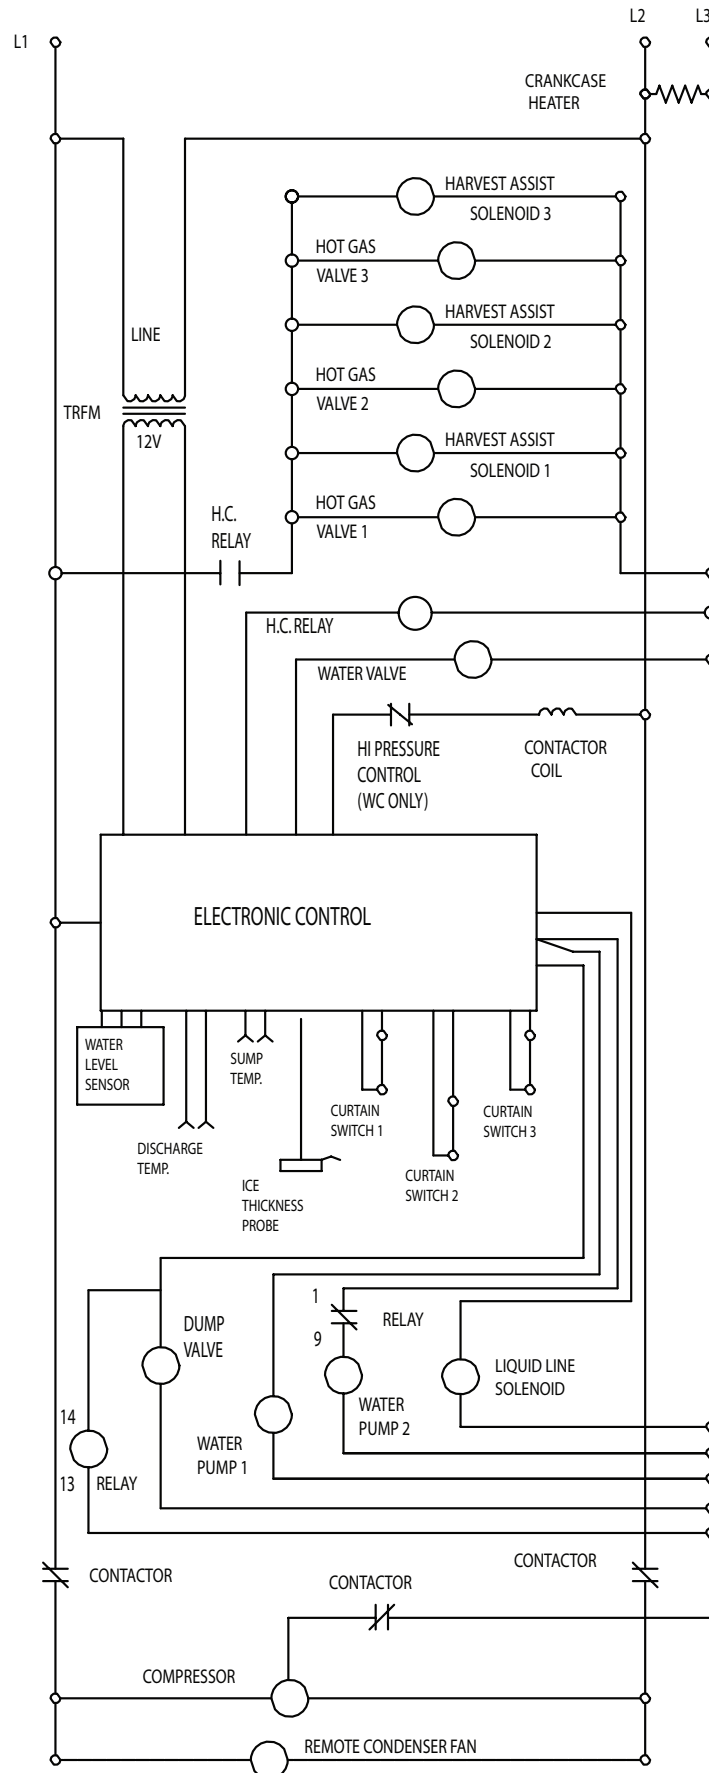 L1
L2
L3
CRANKCASE
HEATER
HARVEST ASSIST
SOLENOID 3
HOT GAS
VALVE 3
HARVEST ASSIST
SOLENOID 2
LINE
HOT GAS
VALVE 2
TRFM
12V
HARVEST ASSIST
SOLENOID 1
HOT GAS
VALVE 1
H.C.
RELAY
H.C. RELAY
WATER VALVE
HI PRESSURE
CONTROL
(WC ONLY)
CONTACTOR
COIL
ELECTRONIC CONTROL
WATER
LEVEL
SENSOR
SUMP
TEMP.
DISCHARGE
TEMP.
ICE
THICKNESS
PROBE
CURTAIN
SWITCH 1
CURTAIN
SWITCH 2
CURTAIN
SWITCH 3
DUMP
VALVE
1
9
RELAY
LIQUID LINE
SOLENOID
WATER
PUMP 2
WATER
PUMP 1
14
13
RELAY
CONTACTOR
CONTACTOR
CONTACTOR
COMPRESSOR
REMOTE CONDENSER FAN